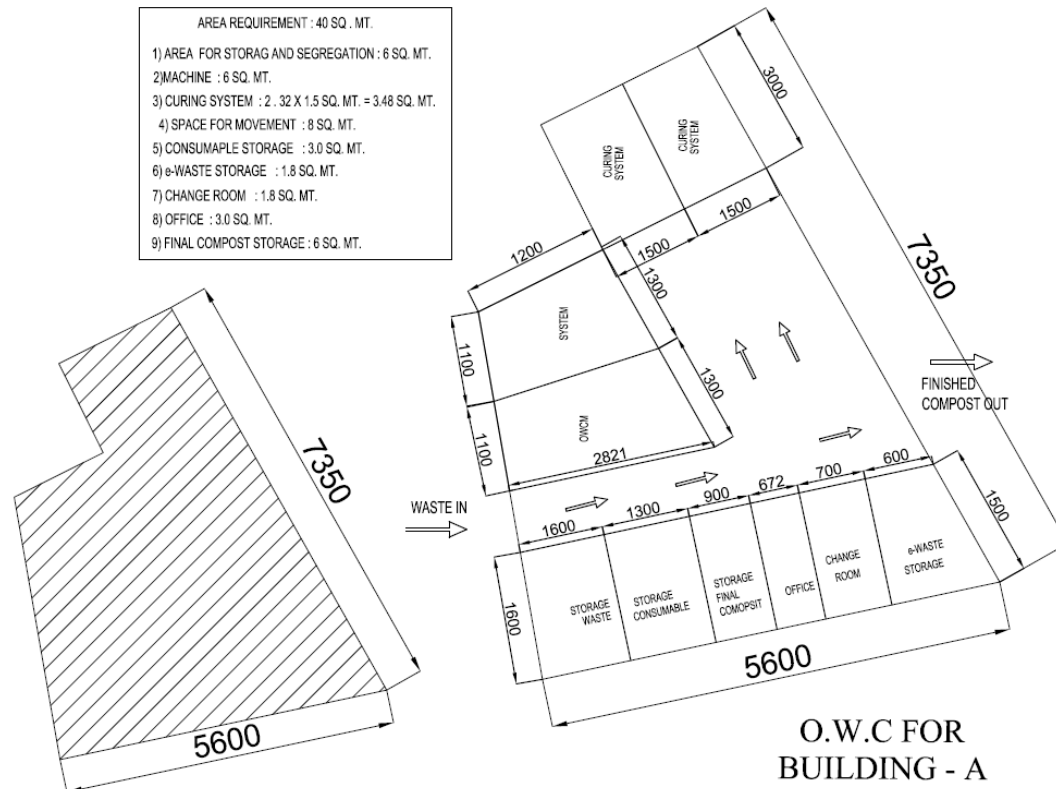 AREA REQUIREMENT : 40 SQ . MT.
1) AREA FOR STORAG AND SEGREGATION : 6 SQ. MT.
2)MACHINE : 6 SQ. MT.
3) CURING SYSTEM : 2 . 32 X 1.5 SQ. MT. = 3.48 SQ. MT.
4) SPACE FOR MOVEMENT : 8 SQ. MT.
5) CONSUMAPLE STORAGE : 3.0 SQ. MT.
6) e-WASTE STORAGE : 1.8 SQ. MT.
7) CHANGE ROOM : 1.8 SQ. MT.
8) OFFICE : 3.0 SQ. MT.
9) FINAL COMPOST STORAGE : 6 SQ. MT.
7350
5600
CURING
SYSTEM
CURING
SYSTEM
3000
1500
1500
1200
1300
1300
1100
1100
SYSTEM
OWCM
2821
7350
FINISHED
COMPOST OUT
WASTE IN
1600
1300
900
672
700
600
1500
1600
STORAGE
WASTE
STORAGE
CONSUMABLE
STORAGE
FINAL
COMOPSIT
OFFICE
CHANGE
ROOM
e-WASTE
STORAGE
5600
O.W.C FOR
BUILDING - A